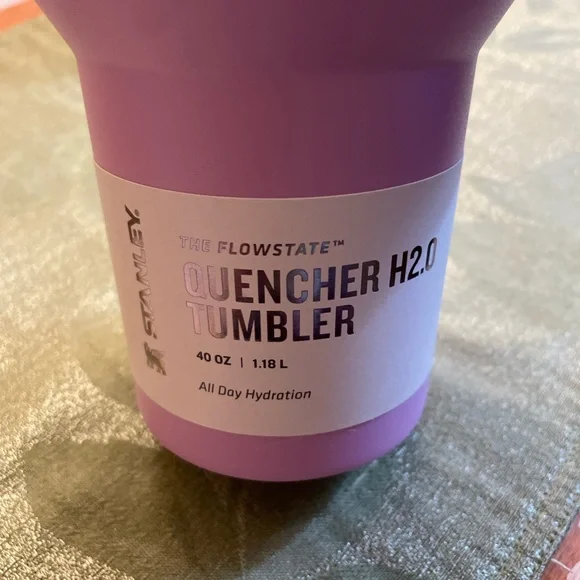 STANLEY.
THE FLOWSTATE™
QUENCHER H2.0
TUMBLER
40 OZ | 1.18 L
All Day Hydration